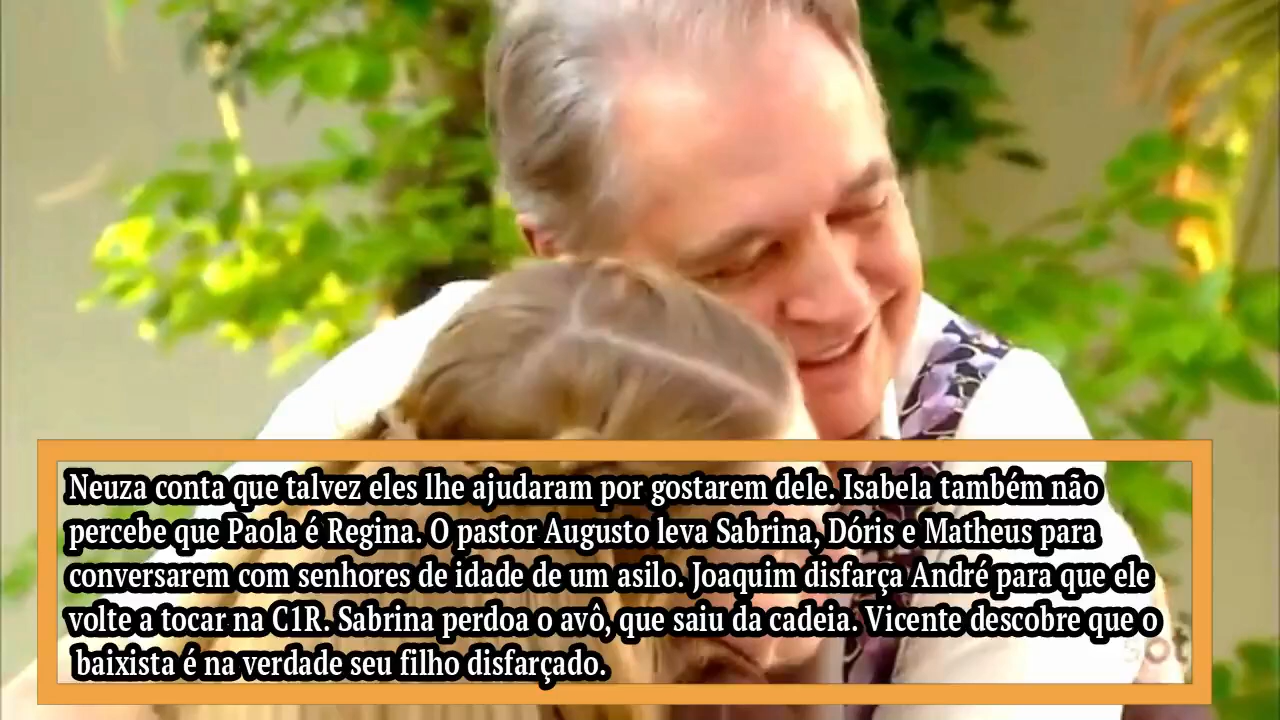 Neuza conta que talvez eles lhe ajudaram por gostarem dele. Isabela também não
percebe que Paola é Regina. O pastor Augusto leva Sabrina, Dóris e Matheus para
conversarem com senhores de idade de um asilo. Joaquim disfarça André para que ele
volte a tocar na C1R. Sabrina perdoa o avô, que saiu da cadeia. Vicente descobre que o
baixista é na verdade seu filho disfarçado.